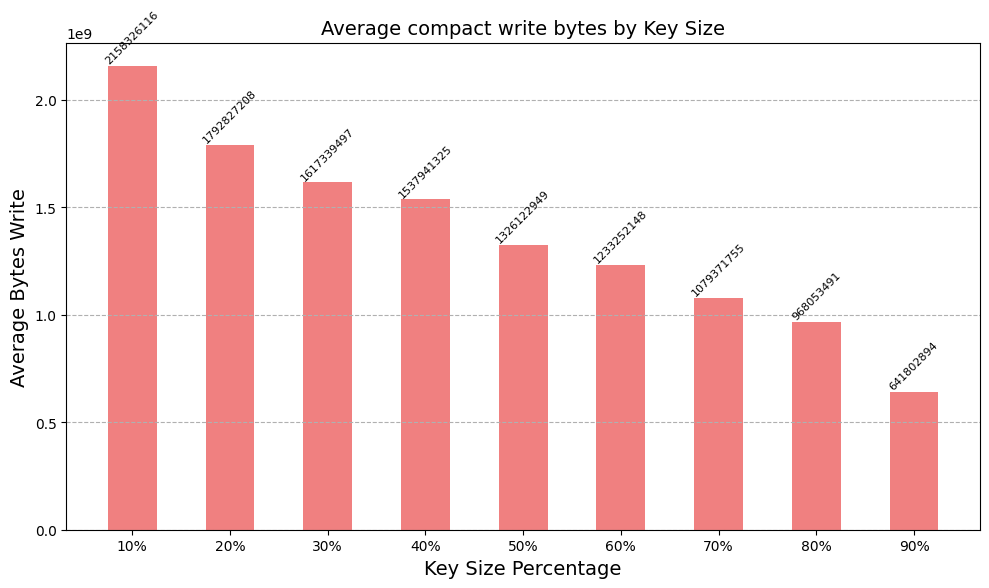 Average compact write bytes by Key Size
1e9
2158326116
1792827208
1617339497
1537941325
1326122949
1233252148
1079371755
968053491
641802894
2.0
1.5
1.0
0.5
0.0
Average Bytes Write
10% 20% 30% 40% 50% 60% 70% 80% 90%
Key Size Percentage